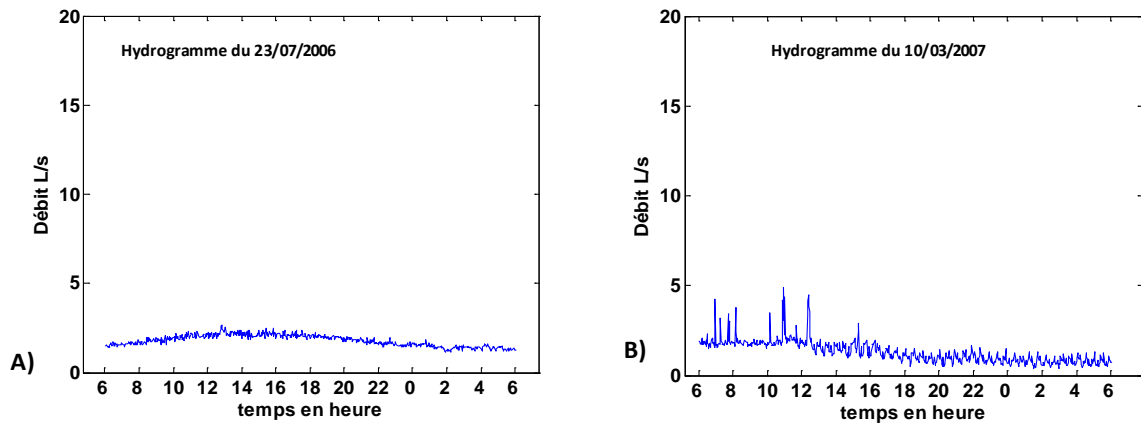 Hydrogramme du 23/07/2006
Débit L/s
20
15
10
5
0
6 8 10 12 14 16 18 20 22 0 2 4 6
temps en heure
A)
Hydrogramme du 10/03/2007
Débit L/s
20
15
10
5
0
6 8 10 12 14 16 18 20 22 0 2 4 6
temps en heure
B)